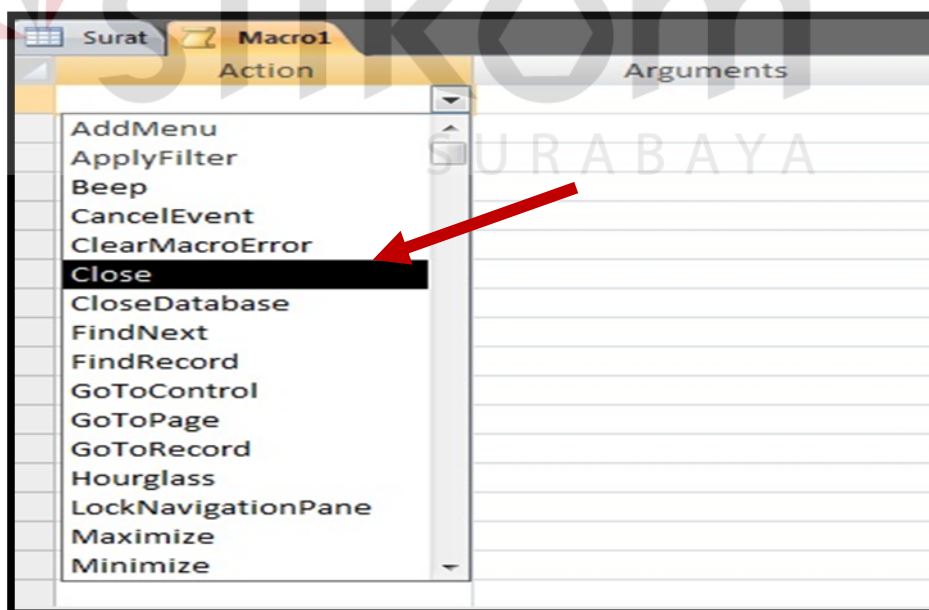 stikom
Surat Macro1
Action Arguments
SURABAYA
AddMenu
ApplyFilter
Beep
CancelEvent
ClearMacroError
Close
CloseDatabase
FindNext
FindRecord
GoToControl
GoToPage
GoToRecord
Hourglass
LockNavigationPane
Maximize
Minimize